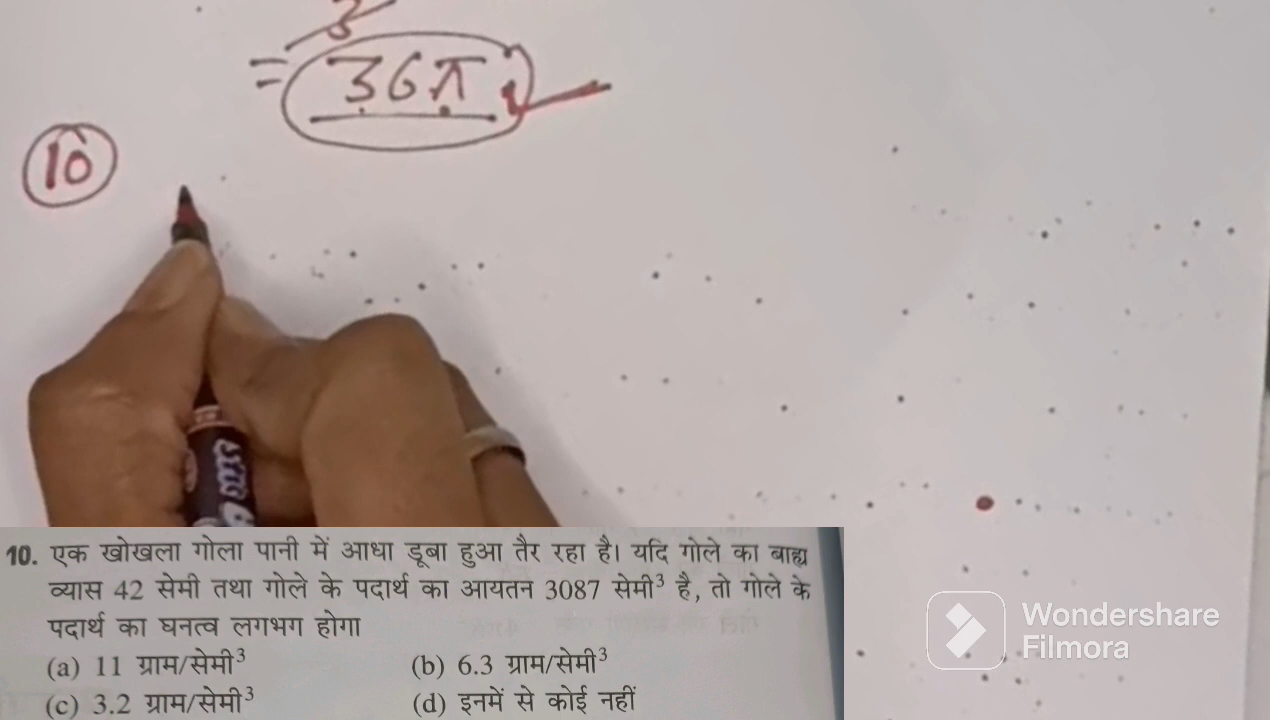 = 36π
10
10. एक खोखला गोला पानी में आधा डूबा हुआ तैर रहा है। यदि गोले का बाह्य
व्यास 42 सेमी तथा गोले के पदार्थ का आयतन 3087 सेमी³ है, तो गोले के
पदार्थ का घनत्व लगभग होगा
(a) 11 ग्राम/सेमी³ (b) 6.3 ग्राम/सेमी³
(c) 3.2 ग्राम/सेमी³ (d) इनमें से कोई नहीं
Wondershare
Filmora